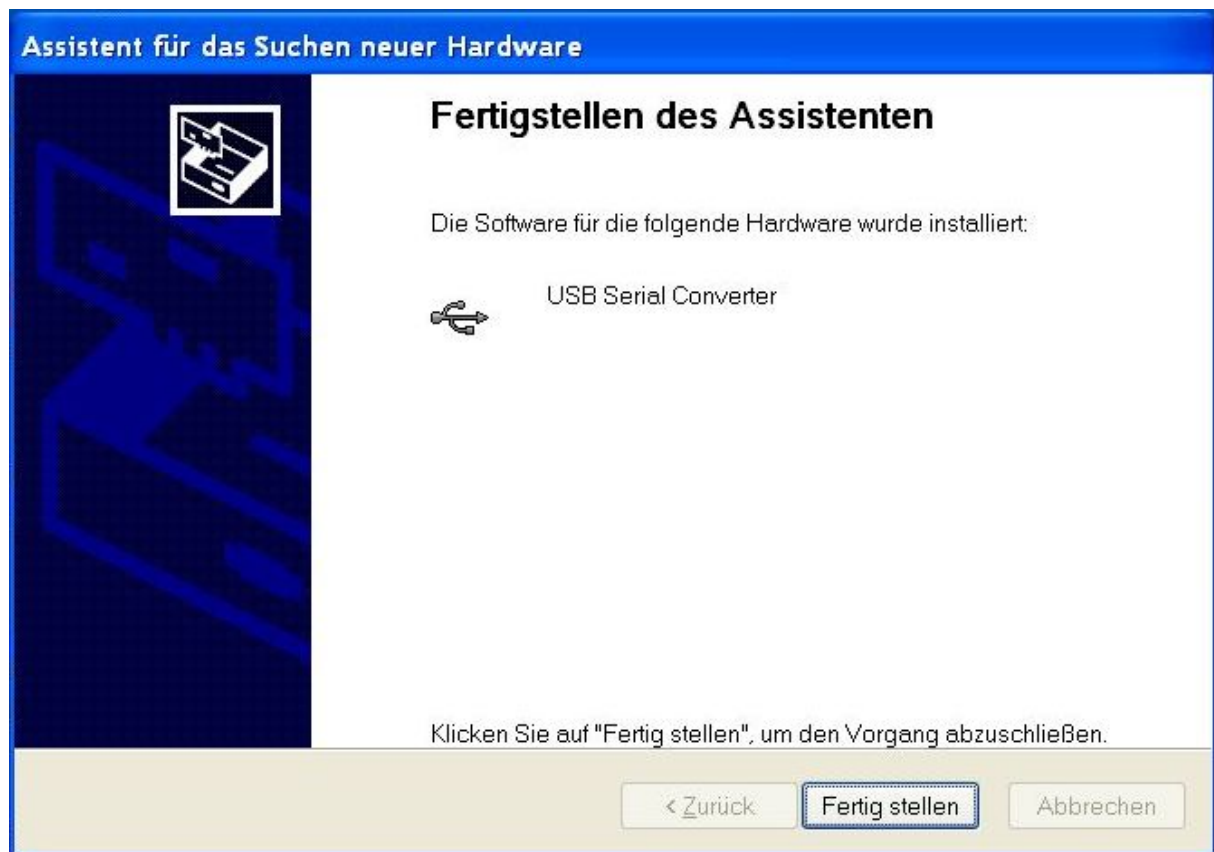 Assistent für das Suchen neuer Hardware
Fertigstellen des Assistenten
Die Software für die folgende Hardware wurde installiert:
USB Serial Converter
Klicken Sie auf "Fertig stellen", um den Vorgang abzuschließen.
< Zurück Fertig stellen Abbrechen